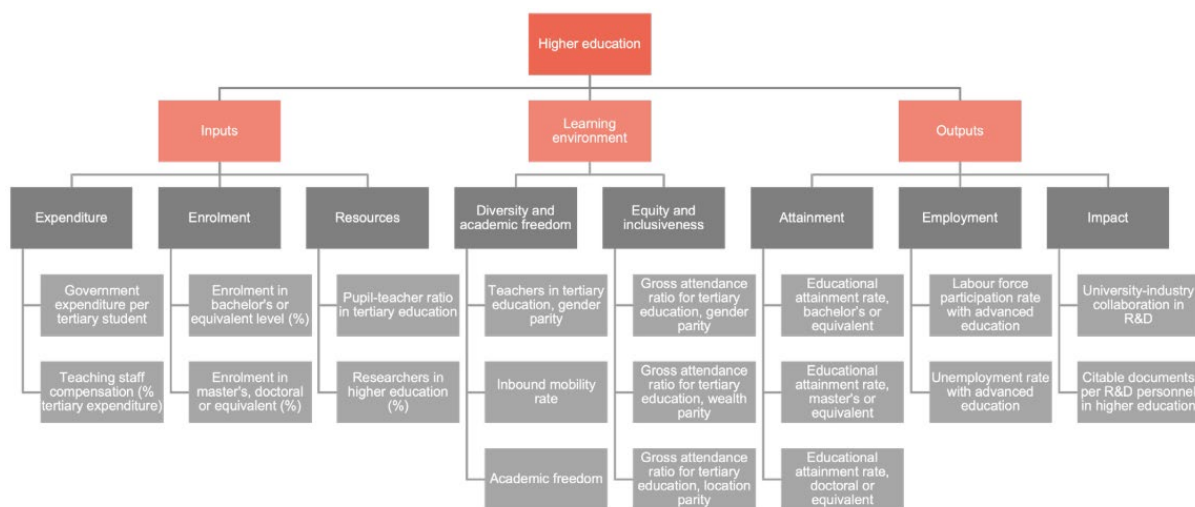 Higher education
Inputs
Learning
environment
Outputs
Expenditure
Enrolment
Resources
Diversity and
academic freedom
Equity and
inclusiveness
Attainment
Employment
Impact
Government
expenditure per
tertiary student
Enrolment in
bachelor's or
equivalent level (%)
Pupil-teacher ratio
in tertiary education
Teachers in tertiary
education, gender
parity
Gross attendance
ratio for tertiary
education, gender
parity
Educational
attainment rate,
bachelor's or
equivalent
Labour force
participation rate
with advanced
education
University-industry
collaboration in
R&D
Teaching staff
compensation (%
tertiary expenditure)
Enrolment in
master's, doctoral
or equivalent (%)
Researchers in
higher education
(%)
Inbound mobility
rate
Gross attendance
ratio for tertiary
education, wealth
parity
Educational
attainment rate,
master's or
equivalent
Unemployment rate
with advanced
education
Citable documents
per R&D personnel
in higher education
Academic freedom
Gross attendance
ratio for tertiary
education, location
parity
Educational
attainment rate,
doctoral or
equivalent